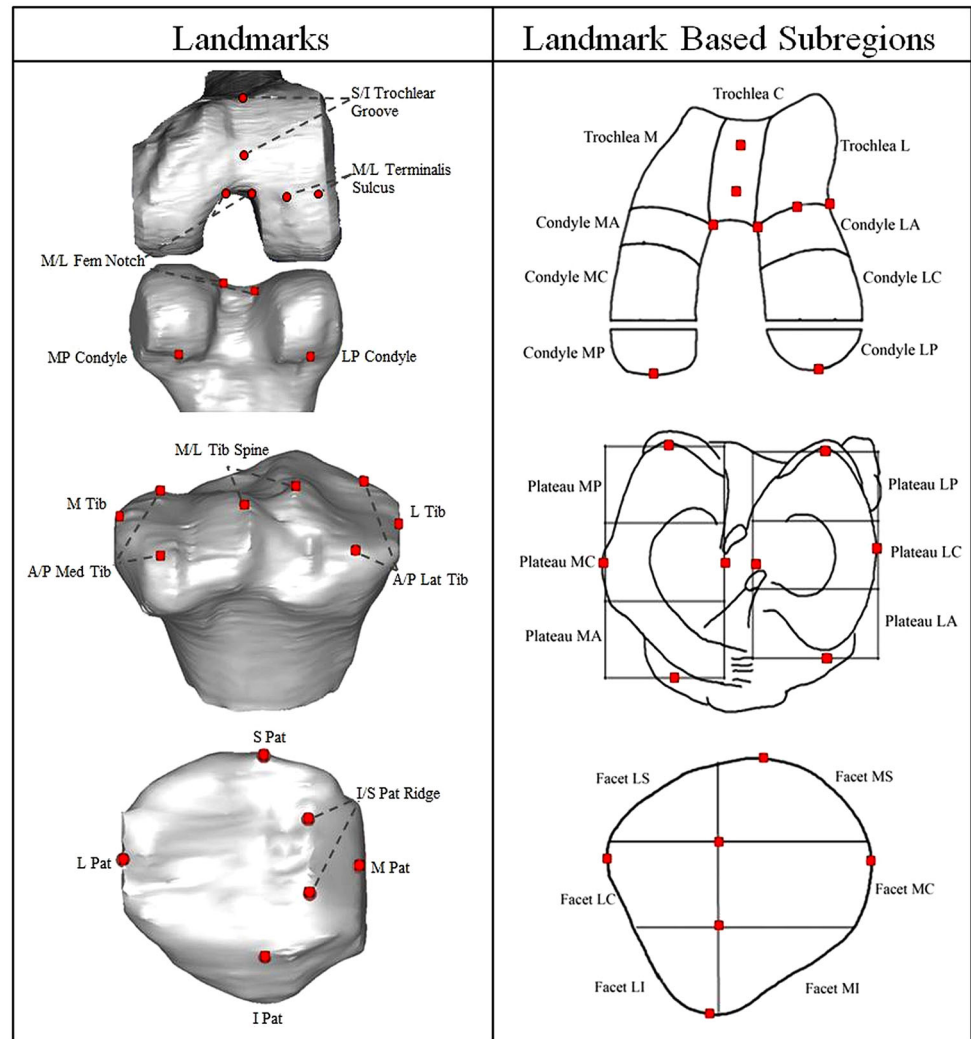 Landmarks
Landmark Based Subregions
S/I Trochlear
Groove
M/L Terminalis
Sulcus
M/L Fem Notch
MP Condyle
LP Condyle
M/L Tib Spine
M Tib
L Tib
A/P Med Tib
A/P Lat Tib
S Pat
I/S Pat Ridge
L Pat
M Pat
I Pat
Trochlea C
Trochlea M
Trochlea L
Condyle MA
Condyle LA
Condyle MC
Condyle LC
Condyle MP
Condyle LP
Plateau MP
Plateau LP
Plateau MC
Plateau LC
Plateau MA
Plateau LA
Facet LS
Facet MS
Facet LC
Facet MC
Facet LI
Facet MI